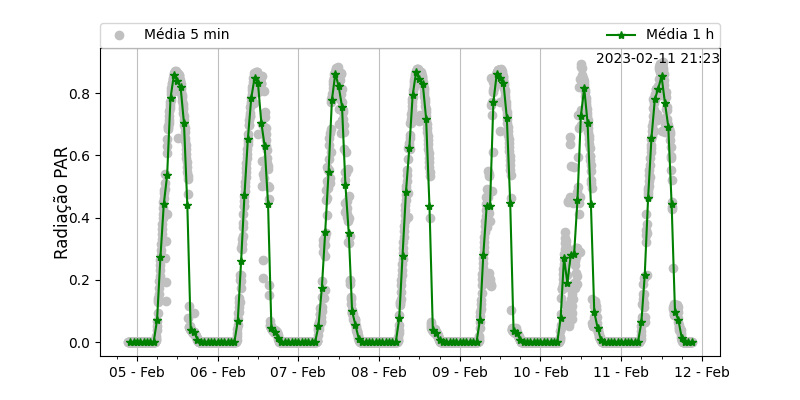 Média 5 min
Média 1 h
2023-02-11 21:23
0.8
0.6
0.4
0.2
0.0
Radiação PAR
05 - Feb
06 - Feb
07 - Feb
08 - Feb
09 - Feb
10 - Feb
11 - Feb
12 - Feb